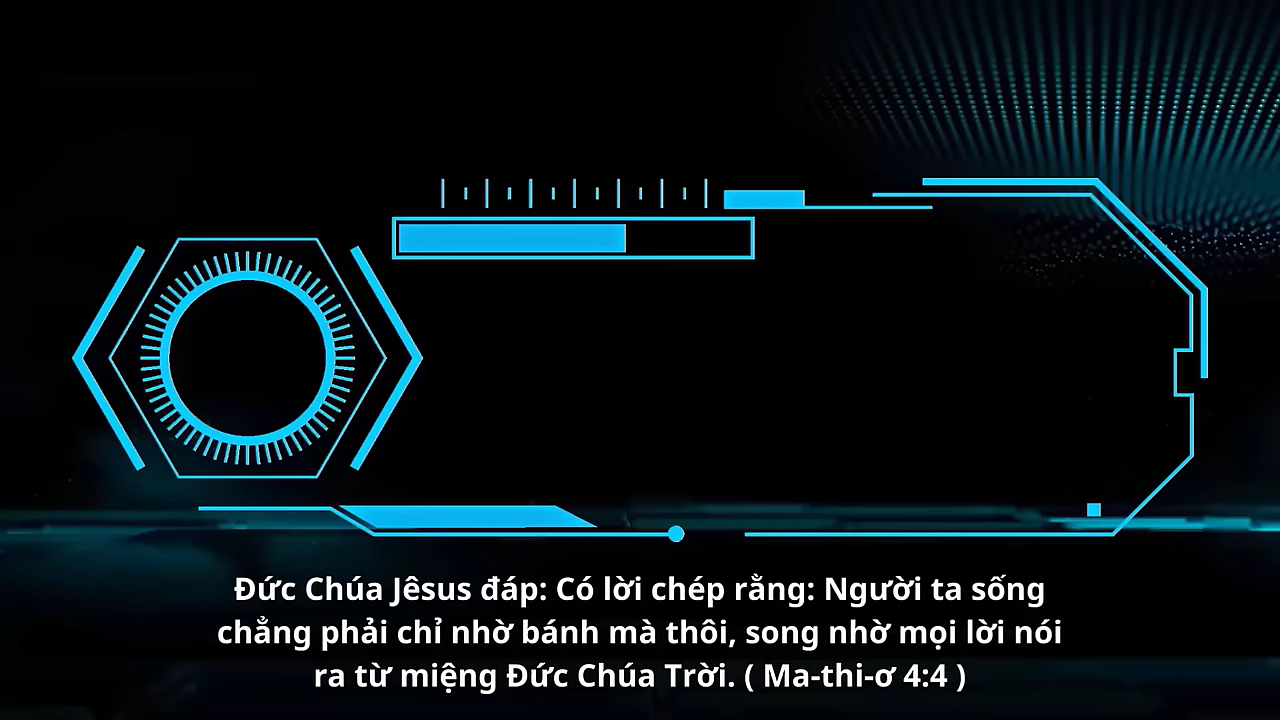 Đức Chúa Jêsus đáp: Có lời chép rằng: Người ta sống
chẳng phải chỉ nhờ bánh mà thôi, song nhờ mọi lời nói
ra từ miệng Đức Chúa Trời. ( Ma-thi-ơ 4:4 )